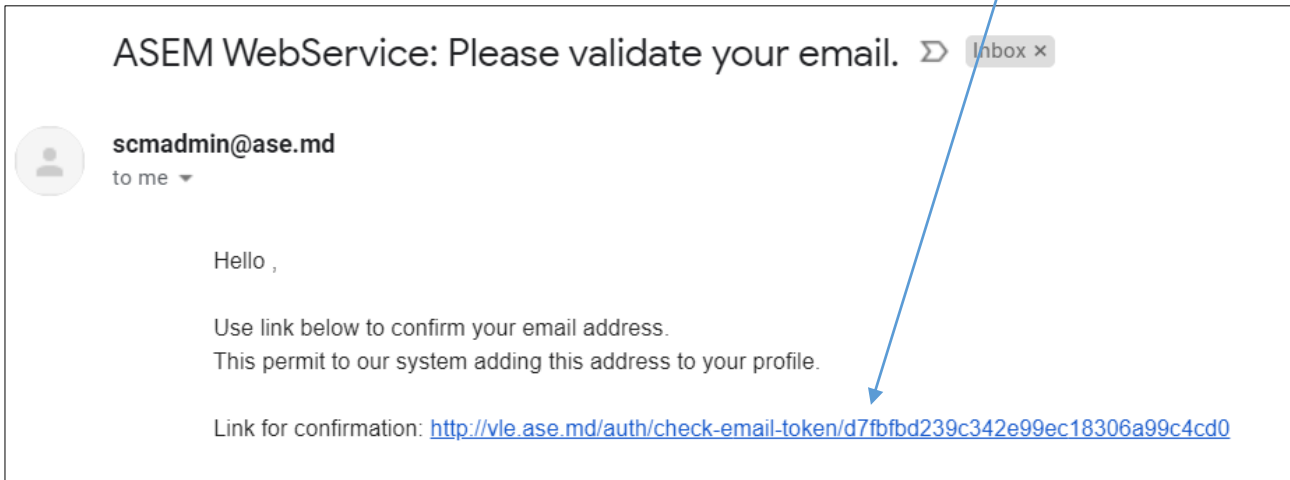 ASEM WebService: Please validate your email. Inbox ×
scmadmin@ase.md
to me
Hello ,
Use link below to confirm your email address.
This permit to our system adding this address to your profile.
Link for confirmation: http://vle.ase.md/auth/check-email-token/d7fbfbd239c342e99ec18306a99c4cd0